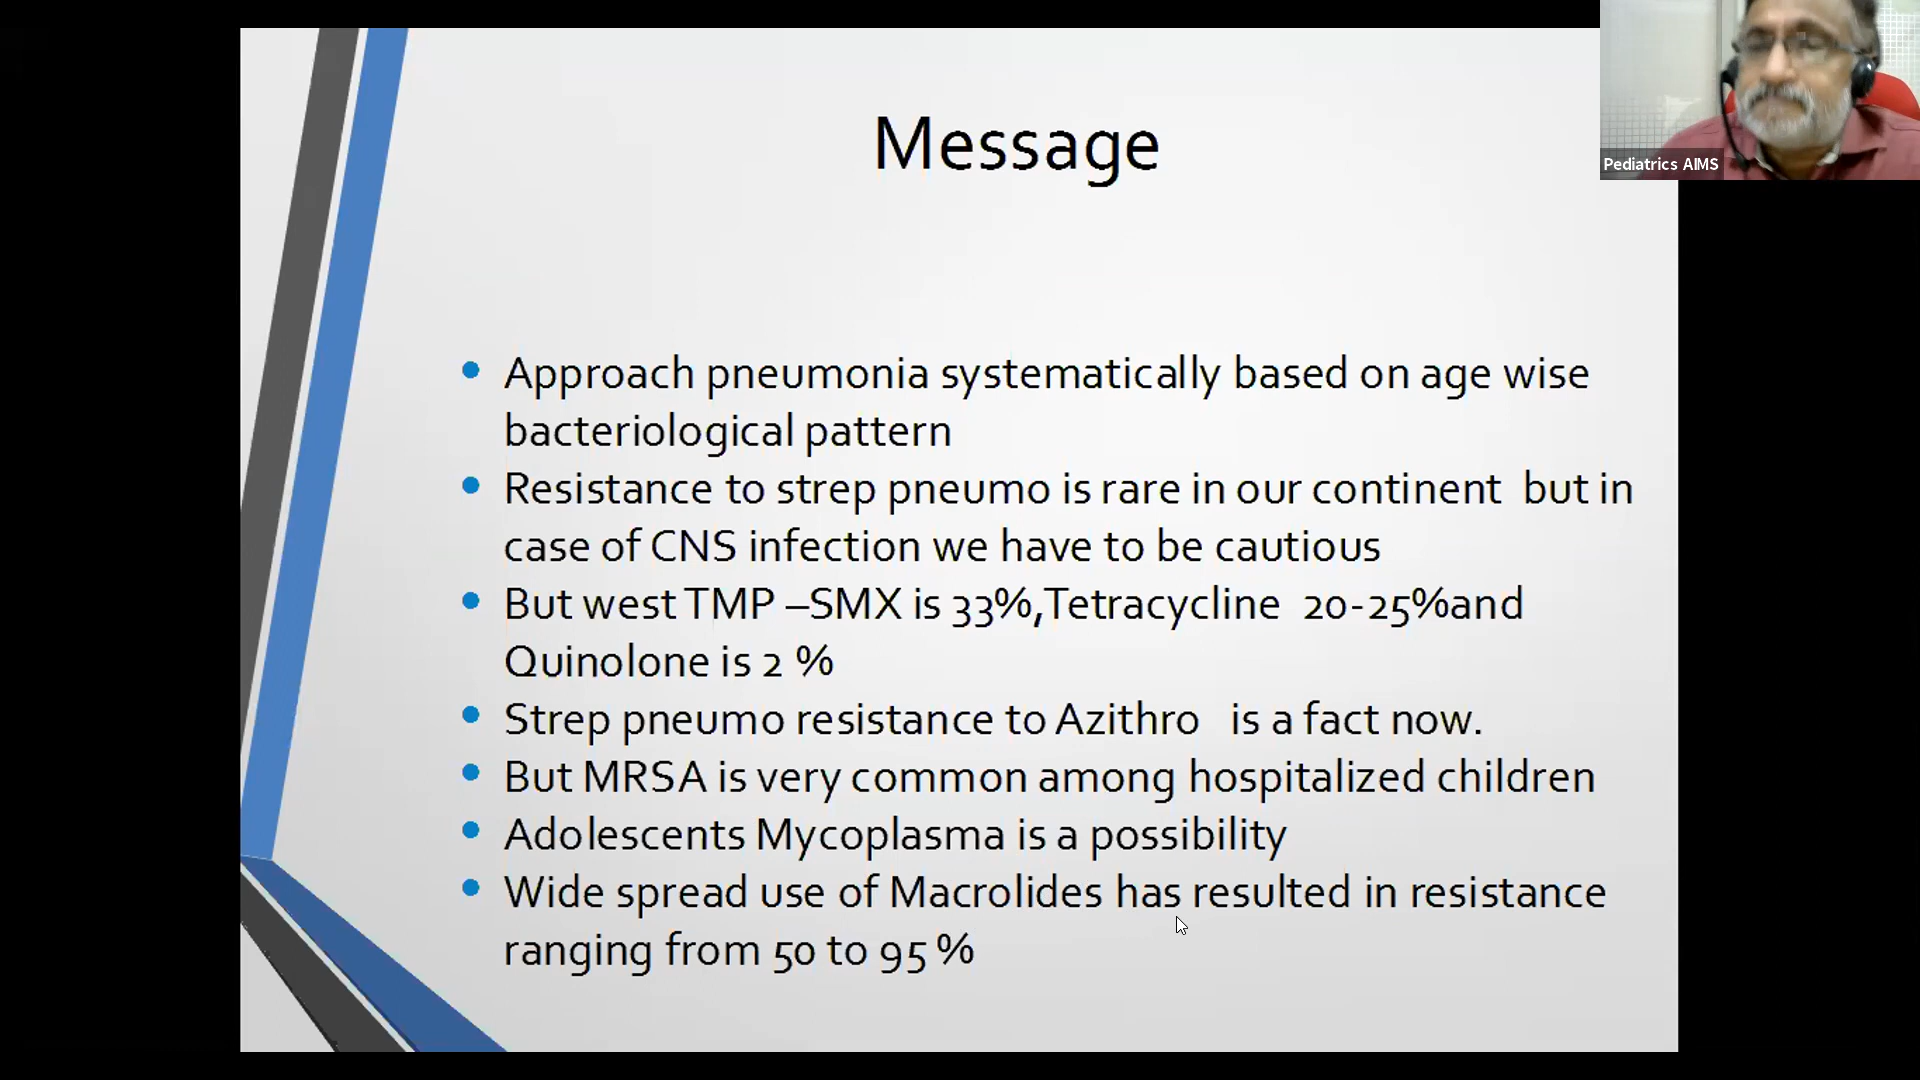 Message
Pediatrics AIMS
• Approach pneumonia systematically based on age wise
bacteriological pattern
• Resistance to strep pneumo is rare in our continent but in
case of CNS infection we have to be cautious
• But west TMP –SMX is 33%,Tetracycline 20-25%and
Quinolone is 2 %
• Strep pneumo resistance to Azithro is a fact now.
• But MRSA is very common among hospitalized children
• Adolescents Mycoplasma is a possibility
• Wide spread use of Macrolides has resulted in resistance
ranging from 50 to 95 %